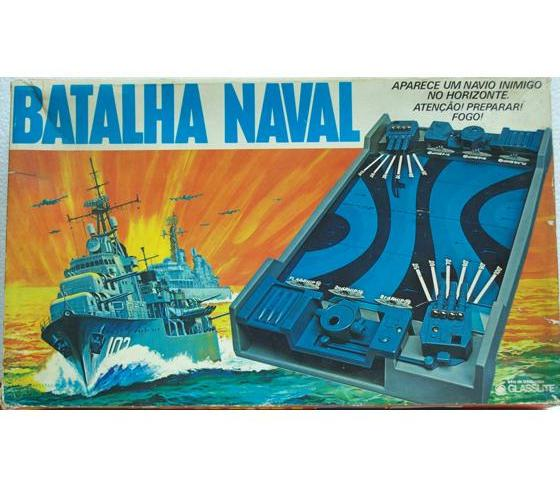 BATALHA NAVAL
APARECE UM NAVIO INIMIGO
NO HORIZONTE.
ATENÇÃO! PREPARAR!
FOGO!
102
GLASSLITE